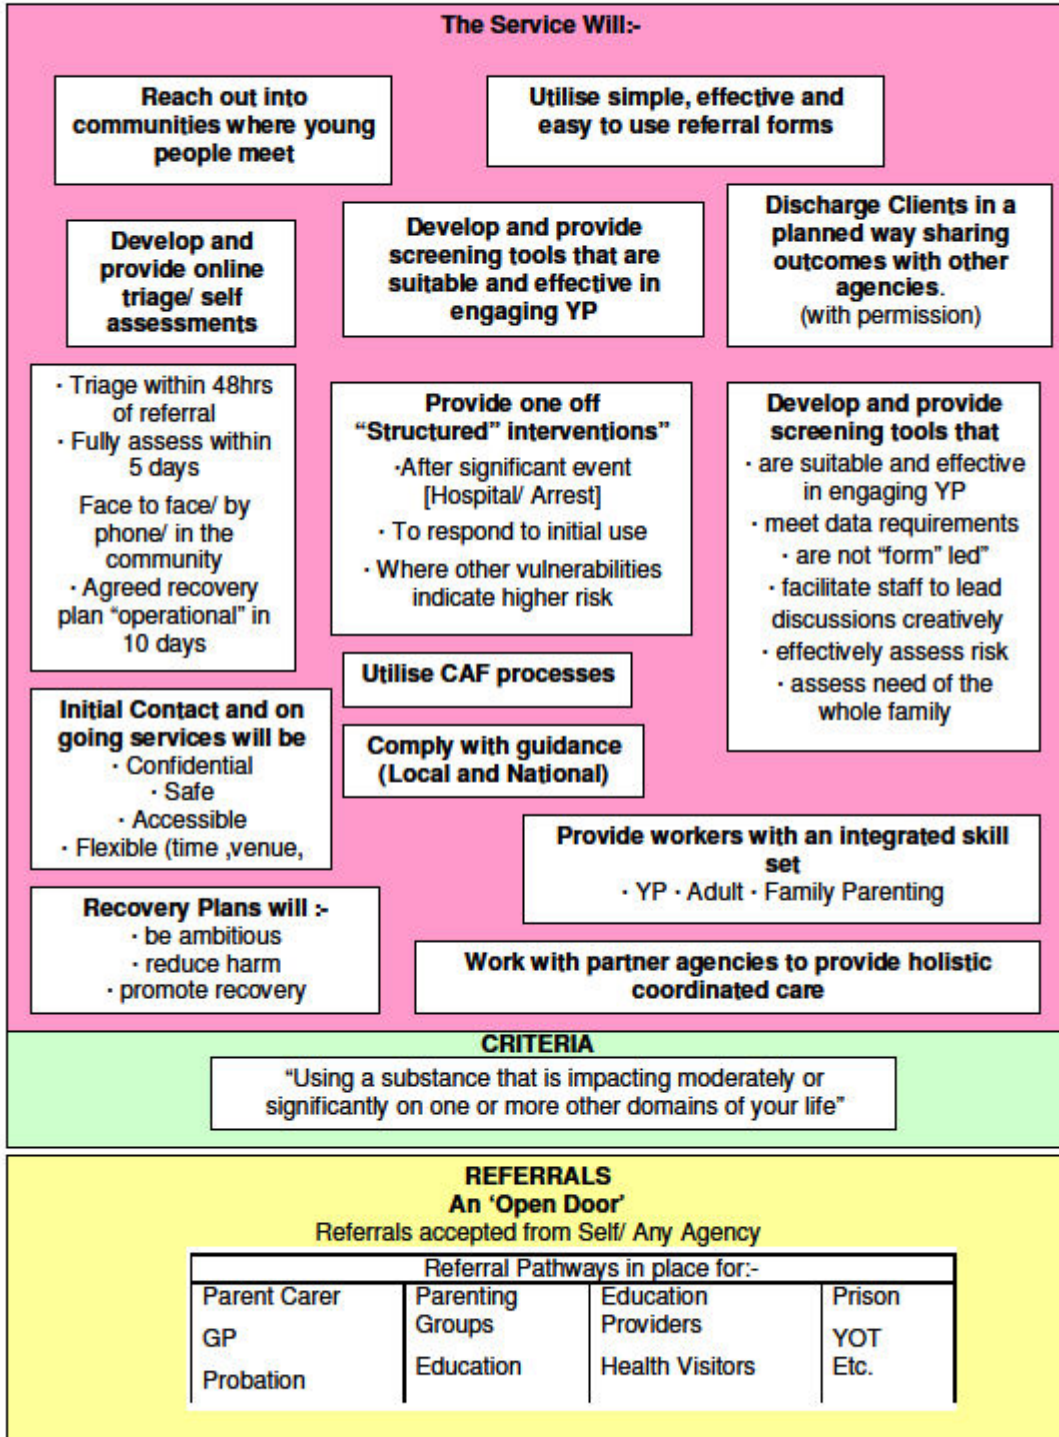 The Service Will:-
Reach out into
communities where young
people meet
Utilise simple, effective and
easy to use referral forms
Develop and
provide online
triage/ self
assessments
Develop and provide
screening tools that are
suitable and effective in
engaging YP
Discharge Clients in a
planned way sharing
outcomes with other
agencies.
(with permission)
· Triage within 48hrs
of referral
· Fully assess within
5 days
Face to face/ by
phone/ in the
community
· Agreed recovery
plan “operational” in
10 days
Provide one off
“Structured” interventions”
·After significant event
[Hospital/ Arrest]
· To respond to initial use
· Where other vulnerabilities
indicate higher risk
Develop and provide
screening tools that
· are suitable and effective
in engaging YP
· meet data requirements
· are not “form” led”
· facilitate staff to lead
discussions creatively
· effectively assess risk
· assess need of the
whole family
Utilise CAF processes
Initial Contact and on
going services will be
· Confidential
· Safe
· Accessible
· Flexible (time ,venue,
Comply with guidance
(Local and National)
Provide workers with an integrated skill
set
· YP · Adult · Family Parenting
Recovery Plans will :-
· be ambitious
· reduce harm
· promote recovery
Work with partner agencies to provide holistic
coordinated care
CRITERIA
“Using a substance that is impacting moderately or
significantly on one or more other domains of your life”
REFERRALS
An ‘Open Door’
Referrals accepted from Self/ Any Agency
Referral Pathways in place for:-
Parent Carer
GP
Probation
Parenting
Groups
Education
Education
Providers
Health Visitors
Prison
YOT
Etc.